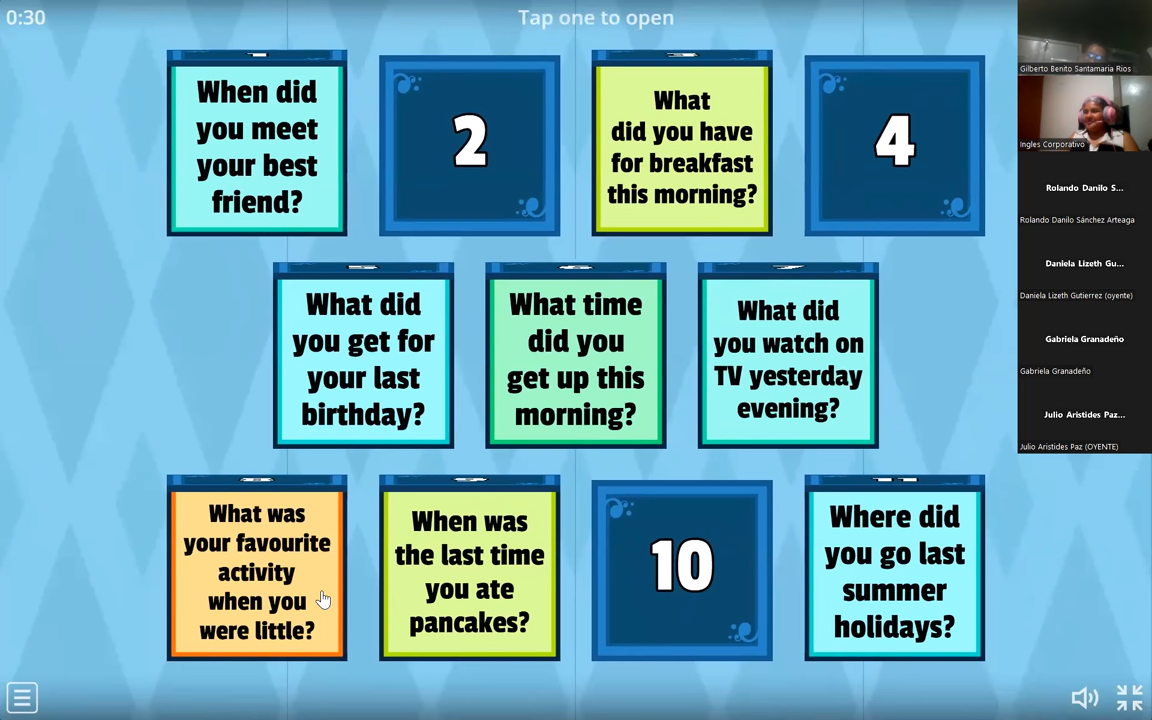 0:30
Tap one to open
When did
you meet
your best
friend?
2
What
did you have
for breakfast
this morning?
4
What did
you get for
your last
birthday?
What time
did you
get up this
morning?
What did
you watch on
TV yesterday
evening?
What was
your favourite
activity
when you
were little?
When was
the last time
you ate
pancakes?
10
Where did
you go last
summer
holidays?
Gilberto Benito Santamaria Rios
Ingles Corporativo
Rolando Danilo S...
Rolando Danilo Sánchez Arteaga
Daniela Lizeth Gu...
Daniela Lizeth Gutierrez (oyente)
Gabriela Granadeño
Gabriela Granadeño
Julio Aristides Paz...
Julio Aristides Paz (OYENTE)